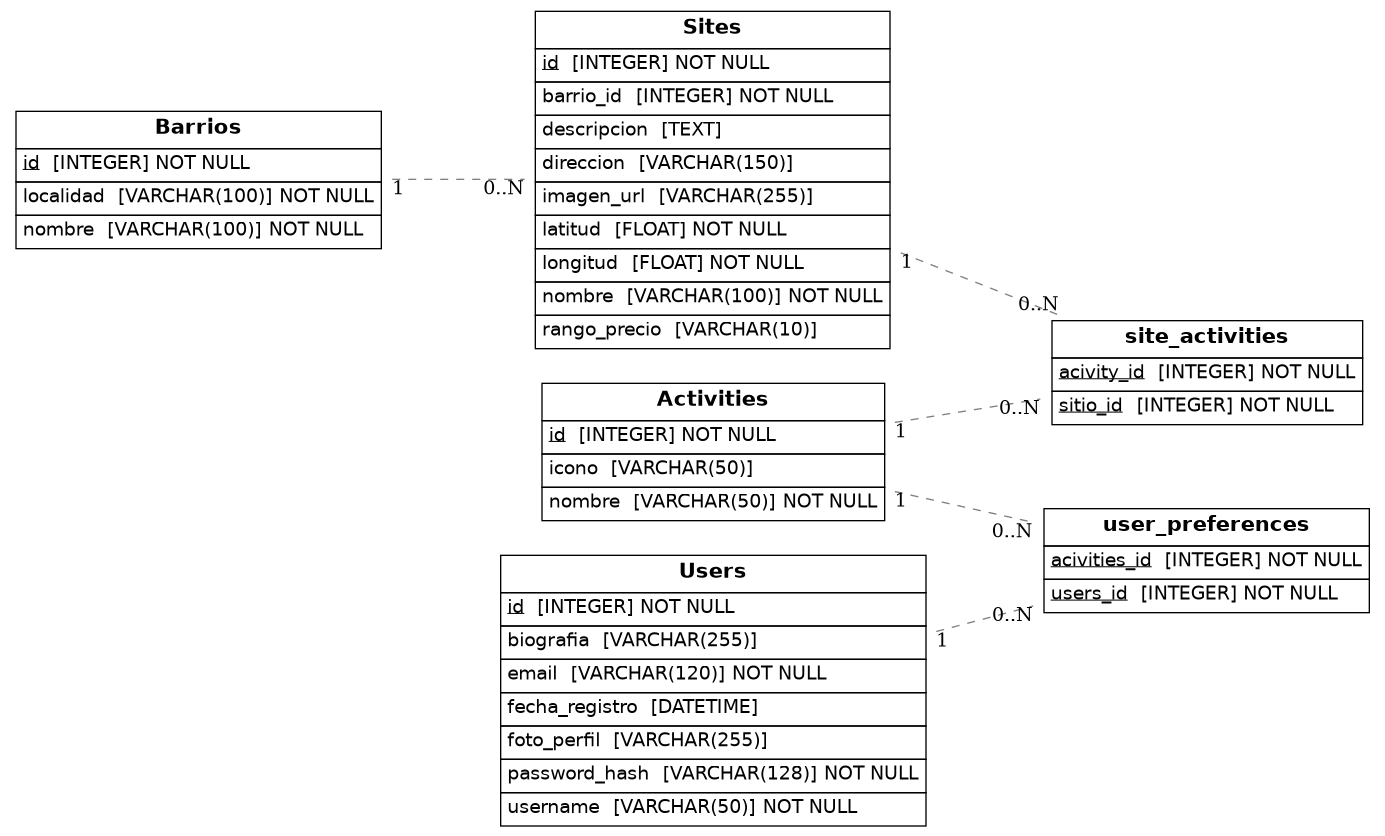 Barrios
id [INTEGER] NOT NULL
localidad [VARCHAR(100)] NOT NULL
nombre [VARCHAR(100)] NOT NULL
1
0..N
Sites
id [INTEGER] NOT NULL
barrio_id [INTEGER] NOT NULL
descripcion [TEXT]
direccion [VARCHAR(150)]
imagen_url [VARCHAR(255)]
latitud [FLOAT] NOT NULL
longitud [FLOAT] NOT NULL
nombre [VARCHAR(100)] NOT NULL
rango_precio [VARCHAR(10)]
1
0..N
site_activities
acivity_id [INTEGER] NOT NULL
sitio_id [INTEGER] NOT NULL
Activities
id [INTEGER] NOT NULL
icono [VARCHAR(50)]
nombre [VARCHAR(50)] NOT NULL
1
0..N
1
0..N
user_preferences
acivities_id [INTEGER] NOT NULL
users_id [INTEGER] NOT NULL
Users
id [INTEGER] NOT NULL
biografia [VARCHAR(255)]
email [VARCHAR(120)] NOT NULL
fecha_registro [DATETIME]
foto_perfil [VARCHAR(255)]
password_hash [VARCHAR(128)] NOT NULL
username [VARCHAR(50)] NOT NULL
1
0..N